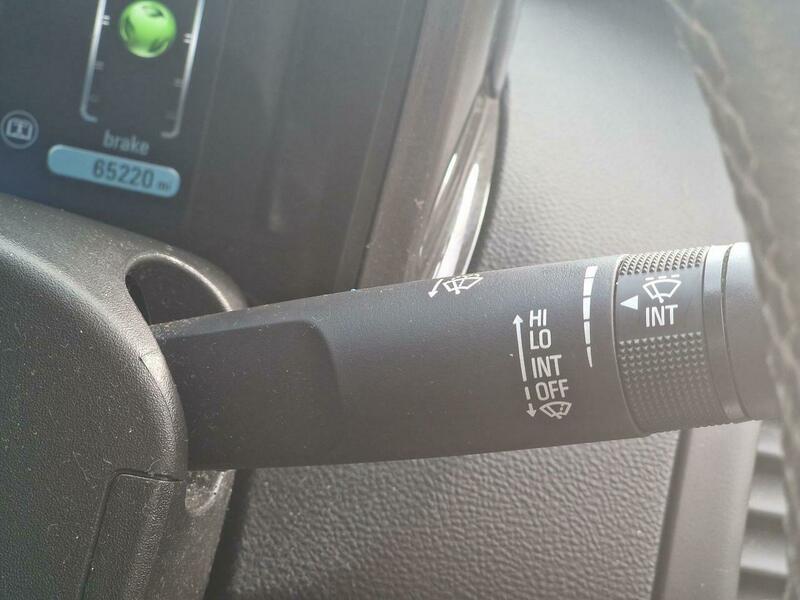 brake
65220 mi
HI
LO
INT
OFF
INT